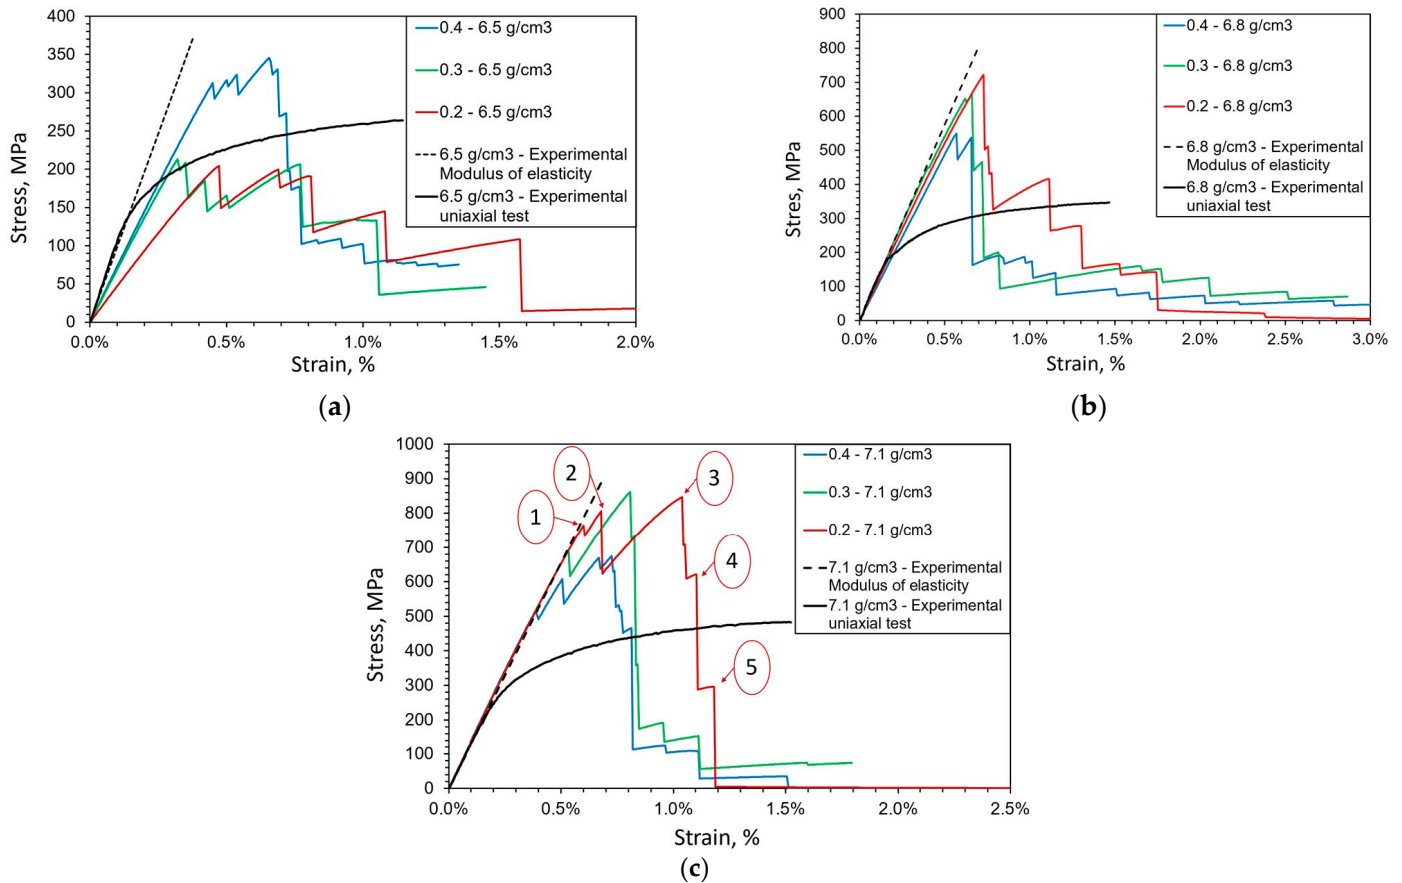 400
350
300
250
200
150
100
50
0
Stress, MPa
0.0%
0.5%
1.0%
1.5%
2.0%
Strain, %
0.4 - 6.5 g/cm3
0.3 - 6.5 g/cm3
0.2 - 6.5 g/cm3
6.5 g/cm3 - Experimental
Modulus of elasticity
6.5 g/cm3 - Experimental
uniaxial test
(a)
900
800
700
600
500
400
300
200
100
0
Stres, MPa
0.0%
0.5%
1.0%
1.5%
2.0%
2.5%
3.0%
Strain, %
0.4 - 6.8 g/cm3
0.3 - 6.8 g/cm3
0.2 - 6.8 g/cm3
6.8 g/cm3 - Experimental
Modulus of elasticity
6.8 g/cm3 - Experimental
uniaxial test
(b)
1000
900
800
700
600
500
400
300
200
100
0
Stress, MPa
0.0%
0.5%
1.0%
1.5%
2.0%
2.5%
Strain, %
1
2
3
4
5
0.4 - 7.1 g/cm3
0.3 - 7.1 g/cm3
0.2 - 7.1 g/cm3
7.1 g/cm3 - Experimental
Modulus of elasticity
7.1 g/cm3 - Experimental
uniaxial test
(c)